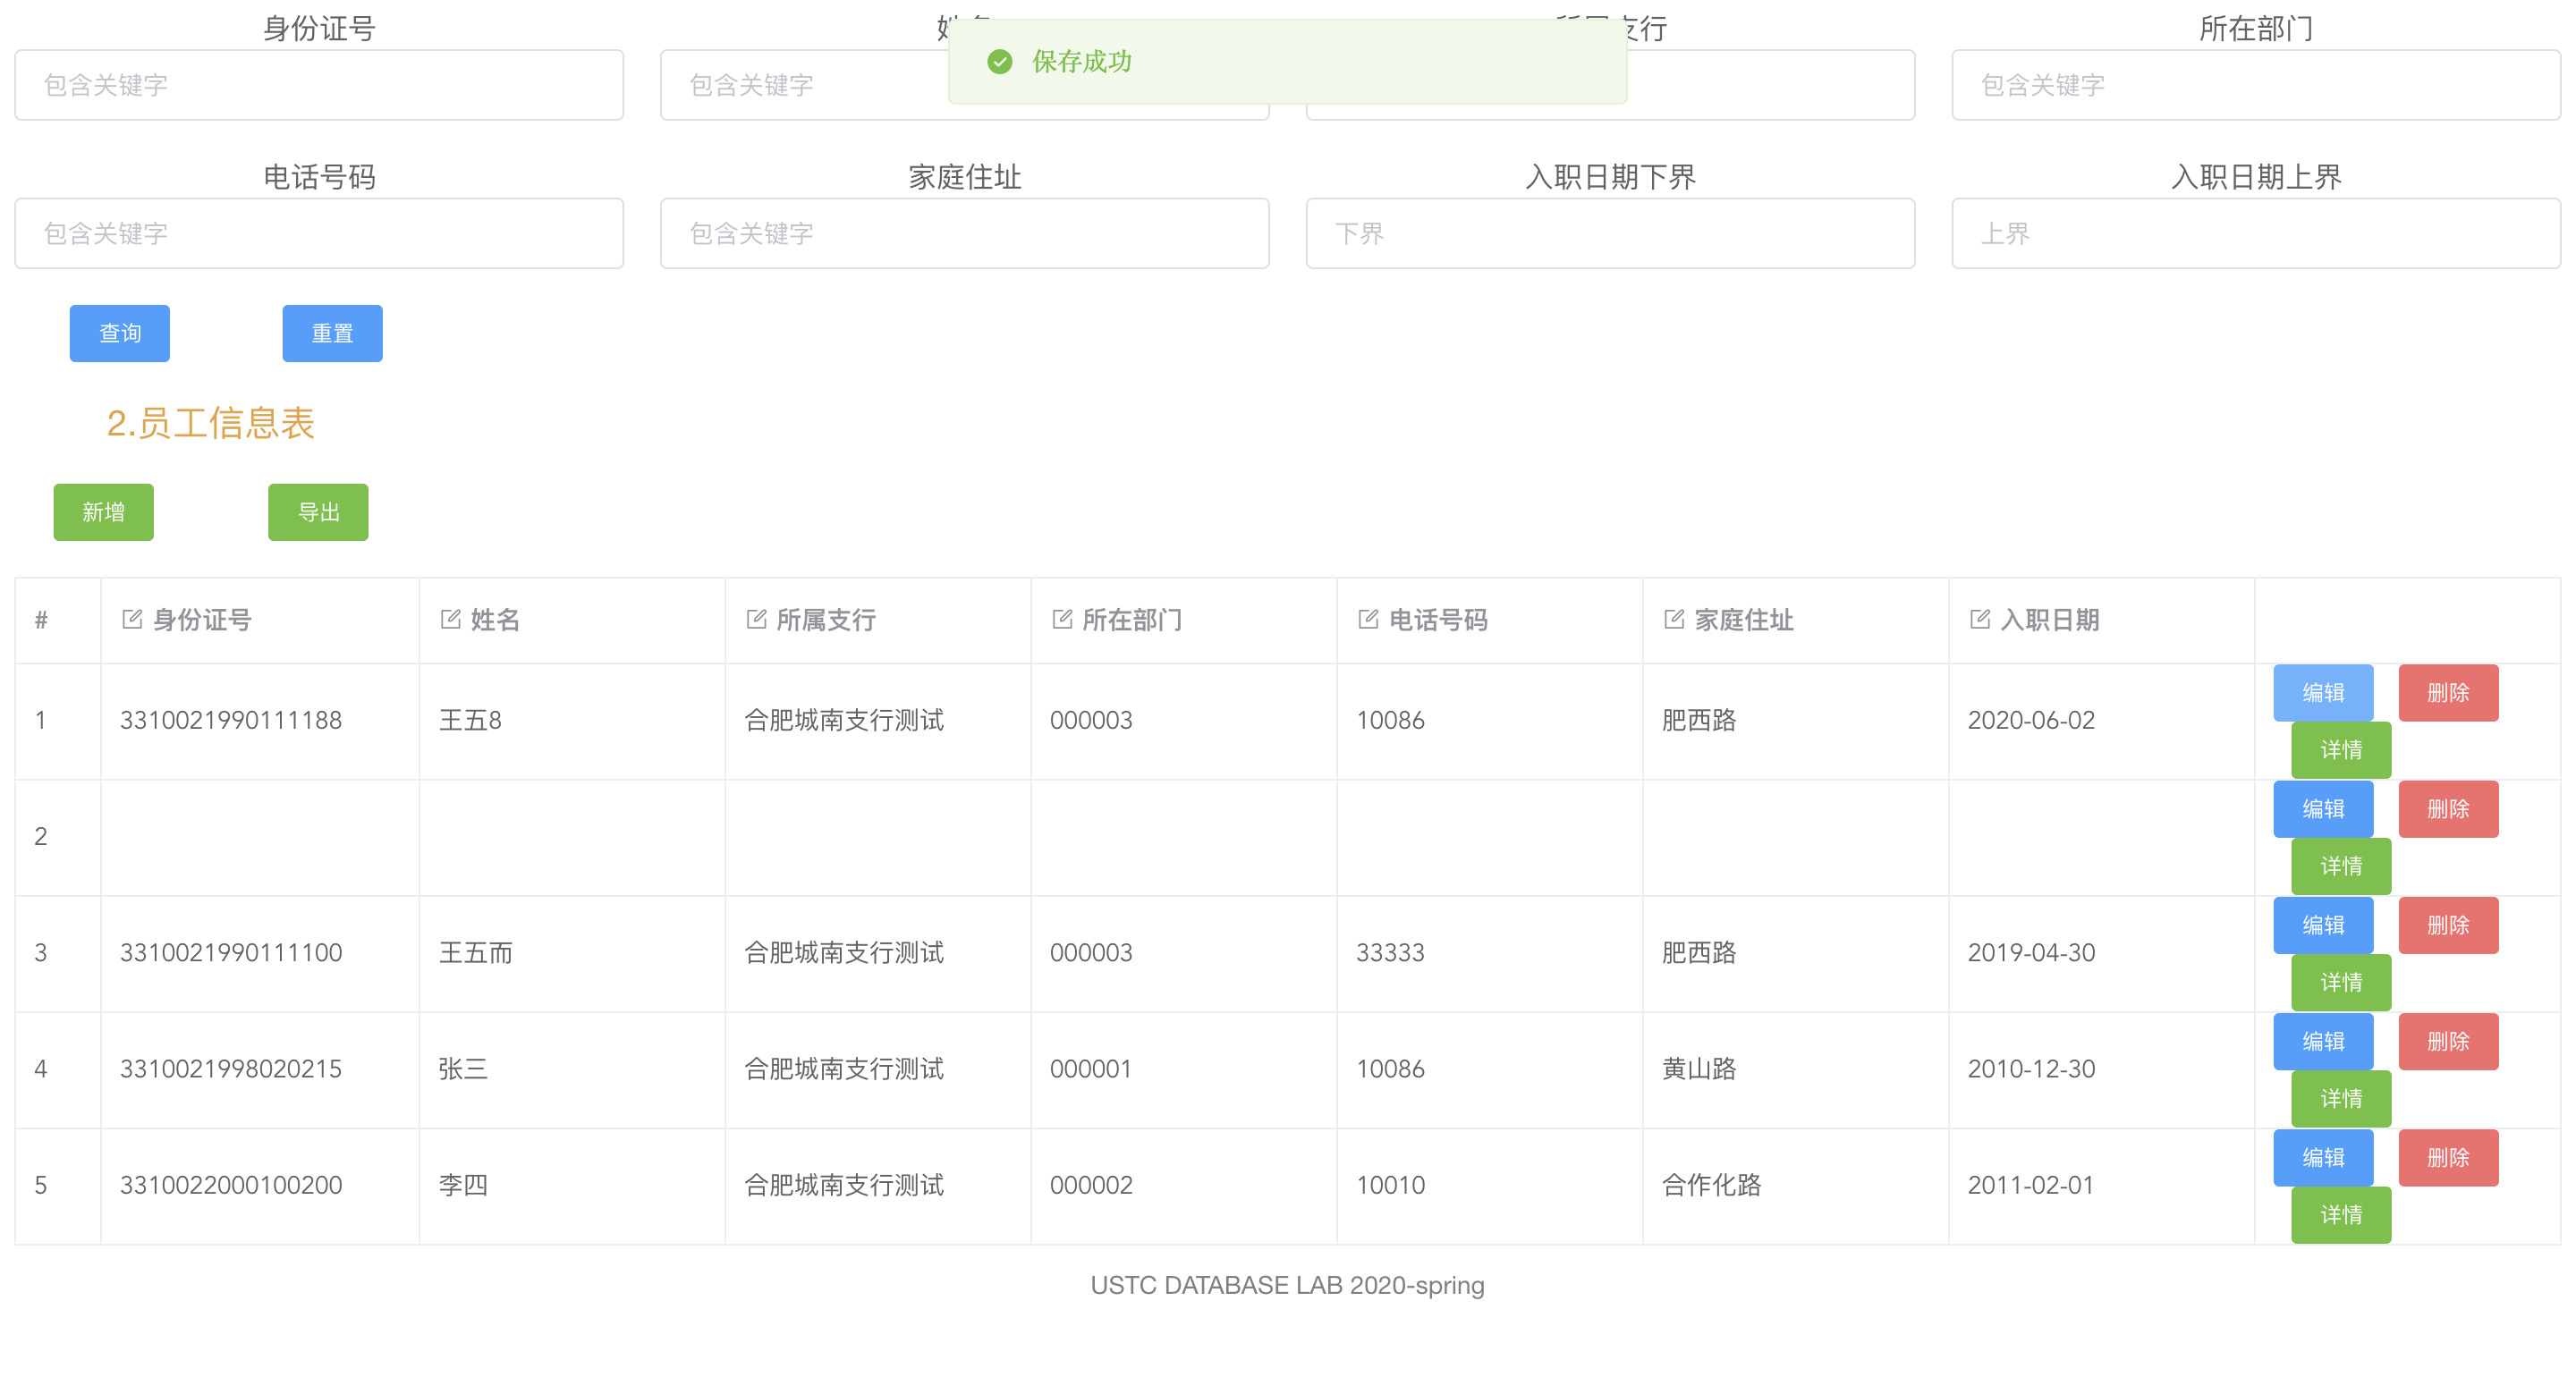 身份证号
所在部门
保存成功
包含关键字
包含关键字
包含关键字
电话号码
家庭住址
入职日期下界
入职日期上界
包含关键字
包含关键字
下界
上界
查询 重置
2.员工信息表
新增 导出
# 身份证号 姓名 所属支行 所在部门 电话号码 家庭住址 入职日期
1 3310021990111188 王五8 合肥城南支行测试 000003 10086 肥西路 2020-06-02 编辑 删除
详情
2 编辑 删除
详情
3 3310021990111100 王五而 合肥城南支行测试 000003 33333 肥西路 2019-04-30 编辑 删除
详情
4 3310021998020215 张三 合肥城南支行测试 000001 10086 黄山路 2010-12-30 编辑 删除
详情
5 3310022000100200 李四 合肥城南支行测试 000002 10010 合作化路 2011-02-01 编辑 删除
详情
USTC DATABASE LAB 2020-spring